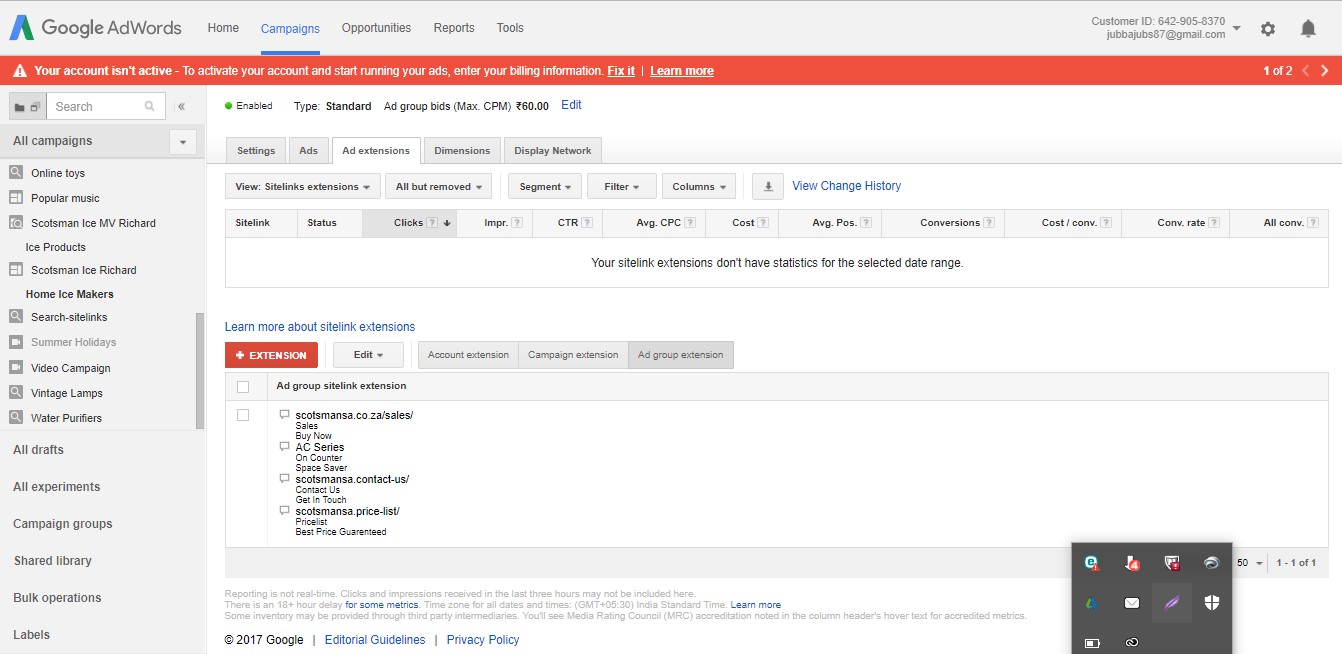 Google AdWords
Home Campaigns Opportunities Reports Tools
Customer ID: 642-905-8370
jubbajubs87@gmail.com
Your account isn't active - To activate your account and start running your ads, enter your billing information. Fix it | Learn more
1 of 2
Search
Enabled Type: Standard Ad group bids (Max. CPM) ₹60.00 Edit
All campaigns
Online toys
Popular music
Scotsman Ice MV Richard
Ice Products
Scotsman Ice Richard
Home Ice Makers
Search-sitelinks
Summer Holidays
Video Campaign
Vintage Lamps
Water Purifiers
All drafts
All experiments
Campaign groups
Shared library
Bulk operations
Labels
Settings Ads Ad extensions Dimensions Display Network
View: Sitelinks extensions All but removed Segment Filter Columns View Change History
Sitelink Status Clicks ? Impr. ? CTR ? Avg. CPC ? Cost ? Avg. Pos. ? Conversions ? Cost / conv. ? Conv. rate ? All conv. ?
Your sitelink extensions don't have statistics for the selected date range.
Learn more about sitelink extensions
+ EXTENSION Edit Account extension Campaign extension Ad group extension
Ad group sitelink extension
scotsmansa.co.za/sales/
Sales
Buy Now
AC Series
On Counter
Space Saver
scotsmansa.contact-us/
Contact Us
Get In Touch
scotsmansa.price-list/
Pricelist
Best Price Guarenteed
50 1 - 1 of 1
4
Reporting is not real-time. Clicks and impressions received in the last three hours may not be included here.
There is an 18+ hour delay for some metrics. Time zone for all dates and times: (GMT+05:30) India Standard Time. Learn more
Some inventory may be provided through third party intermediaries. You'll see Media Rating Council (MRC) accreditation noted in the column header's hover text for accredited metrics.
© 2017 Google | Editorial Guidelines | Privacy Policy